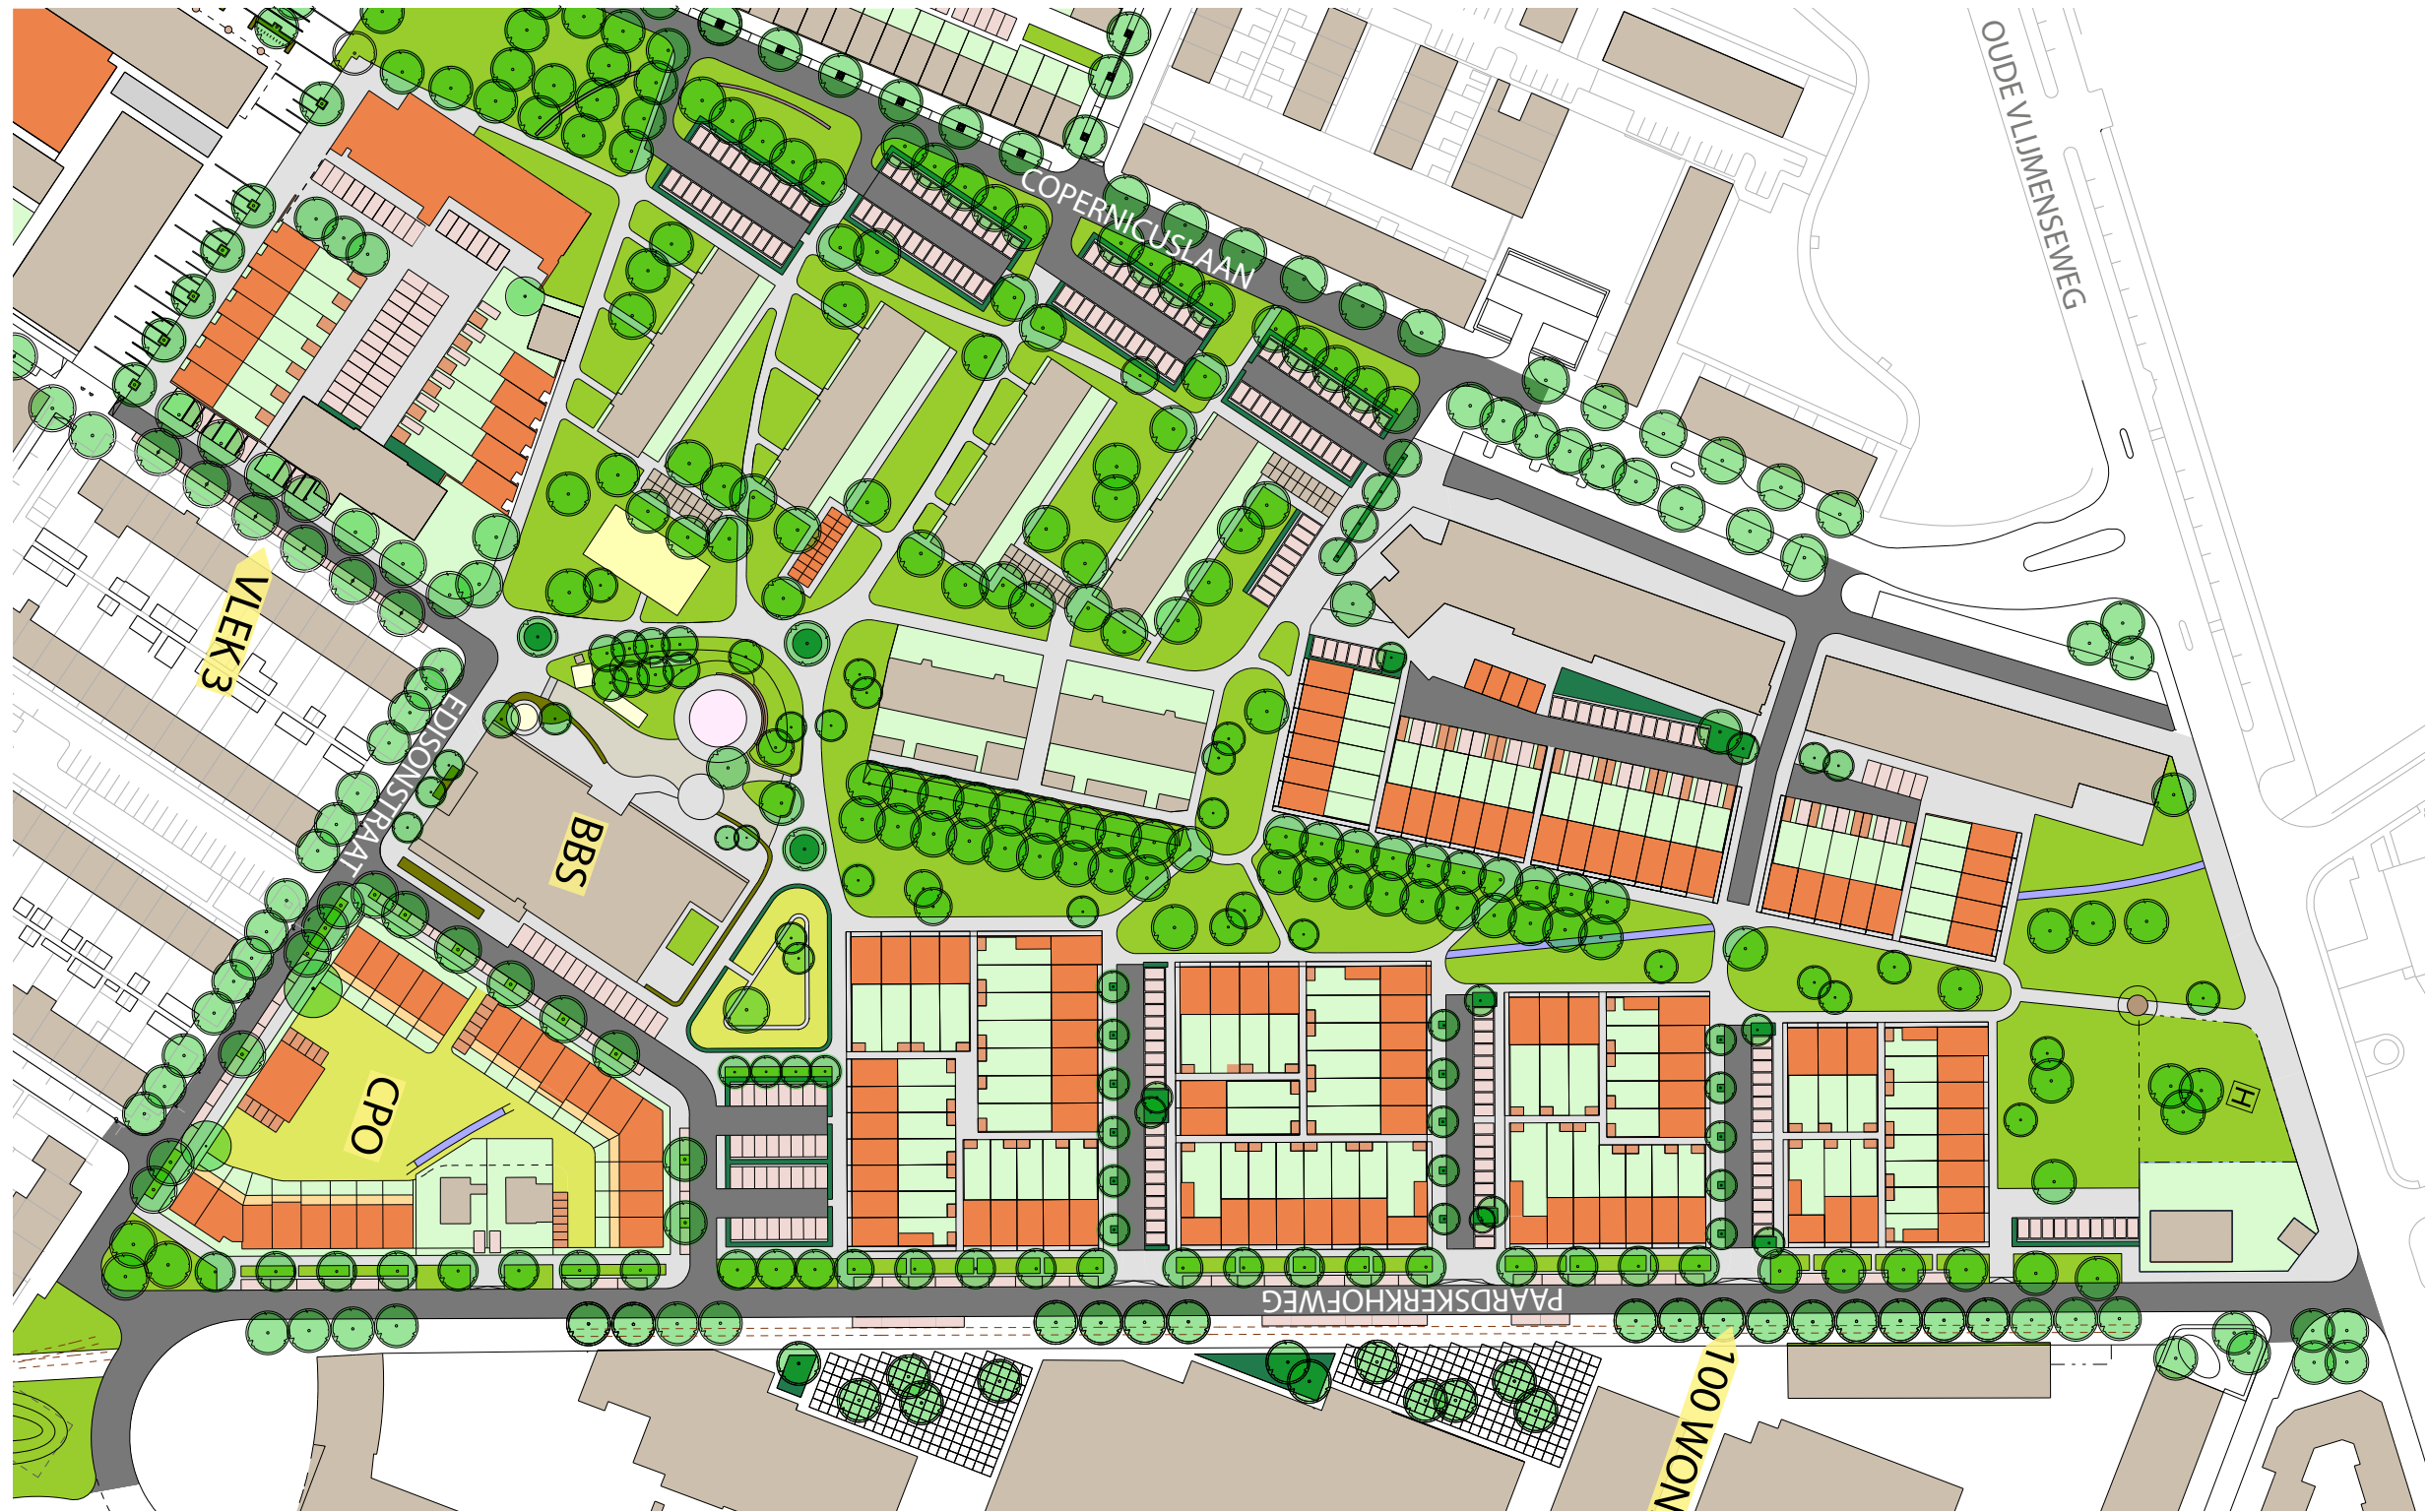 OUDE VLIJMENSEWEG
COPERNICUSLAAN
VLEK 3
EDISONSTRAAT
BBS
CPO
H
PAARDSKERKHOFWEG
100 WON